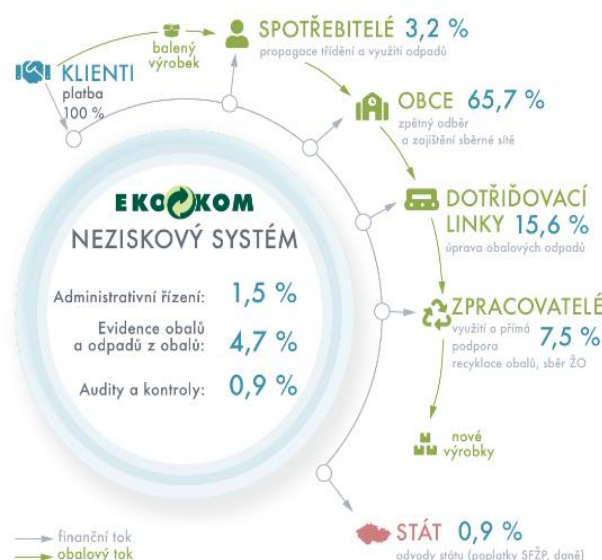 SPOTŘEBITELÉ 3,2 %
propagace třídění a využití odpadů
balený
výrobek
KLIENTI
platba
100 %
OBCE 65,7 %
zpětný odběr
a zajištění sběrné sítě
EKO KOM
NEZISKOVÝ SYSTÉM
DOTŘIĎOVACÍ
LINKY 15,6 %
úprava obalových odpadů
Administrativní řízení: 1,5 %
Evidence obalů
a odpadů z obalů: 4,7 %
Audity a kontroly: 0,9 %
ZPRACOVATELÉ
využití a přímá
podpora 7,5 %
recyklace obalů, sběr ŽO
nové
výrobky
STÁT 0,9 %
odvody státu (poplatky SFŽP, daně)
finanční tok
obalový tok